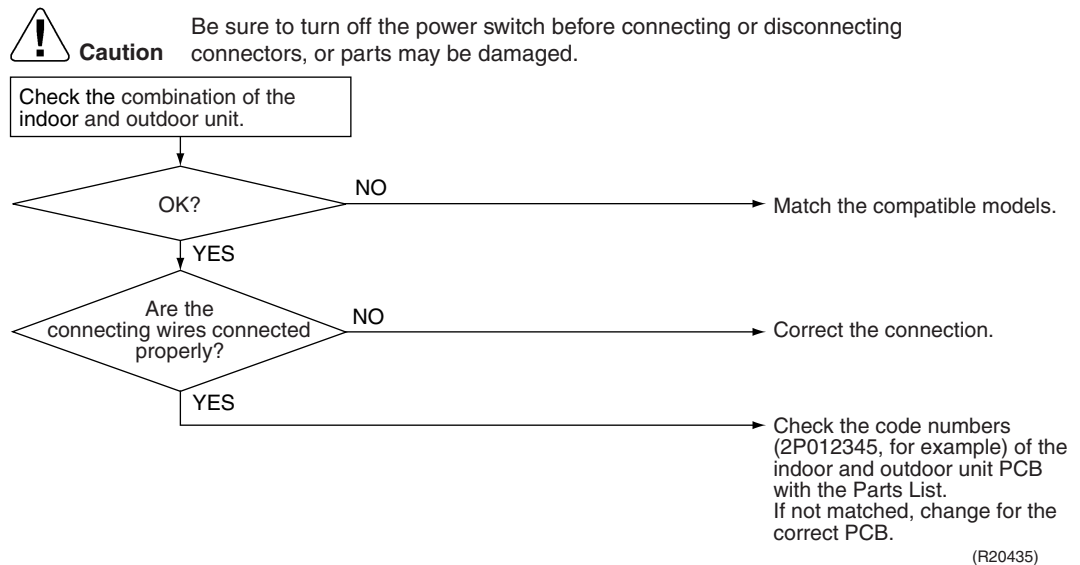 Be sure to turn off the power switch before connecting or disconnecting
Caution connectors, or parts may be damaged.
Check the combination of the
indoor and outdoor unit.
OK?
NO
Match the compatible models.
YES
Are the
connecting wires connected
properly?
NO
Correct the connection.
YES
Check the code numbers
(2P012345, for example) of the
indoor and outdoor unit PCB
with the Parts List.
If not matched, change for the
correct PCB.
(R20435)